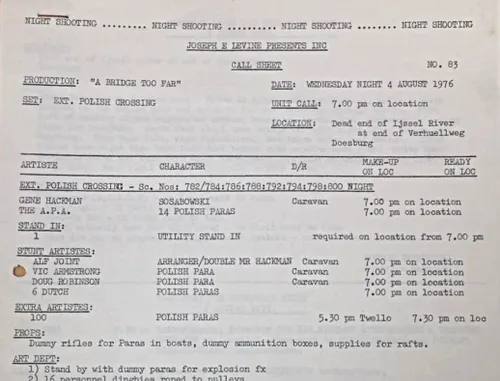 NIGHT SHOOTING ......... NIGHT SHOOTING .......... NIGHT SHOOTING ........ NIGHT SHOOTING
JOSEPH E LEVINE PRESENTS INC
CALL SHEET NO. 83
PRODUCTION: "A BRIDGE TOO FAR" DATE: WEDNESDAY NIGHT 4 AUGUST 1976
SET: EXT. POLISH CROSSING UNIT CALL: 7.00 pm on location
LOCATION: Dead end of Ijssel River
at end of Verhuellweg
Doesburg
ARTISTE CHARACTER D/R MAKE-UP ON LOC READY ON LOC
EXT. POLISH CROSSING - Sc. Nos: 782/784:786:788:792:794:798:800 NIGHT
GENE HACKMAN SOSABOWSKI Caravan 7.00 pm on location
THE A.P.A. 14 POLISH PARAS 7.00 pm on location
STAND IN:
1 UTILITY STAND IN required on location from 7.00 pm
STUNT ARTISTES:
ALF JOINT ARRANGER/DOUBLE MR HACKMAN Caravan 7.00 pm on location
VIC ARMSTRONG POLISH PARA Caravan 7.00 pm on location
DOUG ROBINSON POLISH PARA Caravan 7.00 pm on location
6 DUTCH POLISH PARAS 7.00 pm on location
EXTRA ARTISTES:
100 POLISH PARAS 5.30 pm Twello 7.30 pm on loc
PROPS:
Dummy rifles for Paras in boats, dummy ammunition boxes, supplies for rafts.
ART DEPT:
1) Stand by with dummy paras for explosion fx
2) 16 personnel dinghies roped to pulleys